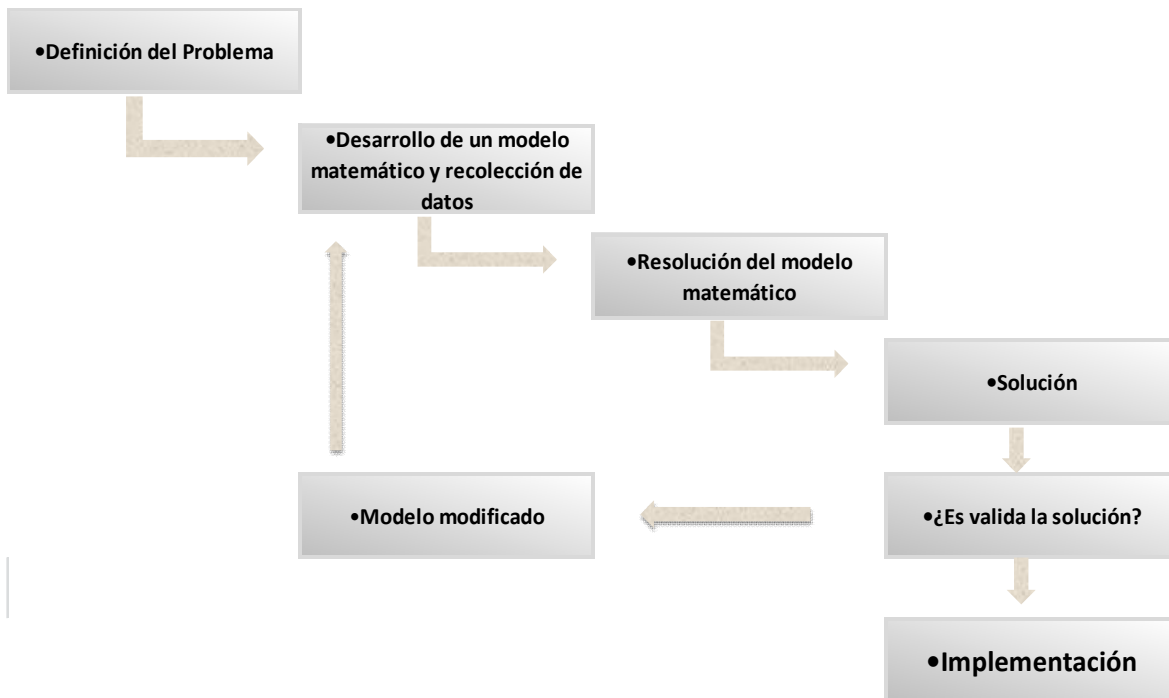 •Definición del Problema
•Desarrollo de un modelo
matemático y recolección de
datos
•Resolución del modelo
matemático
•Solución
•Modelo modificado
•¿Es valida la solución?
•Implementación